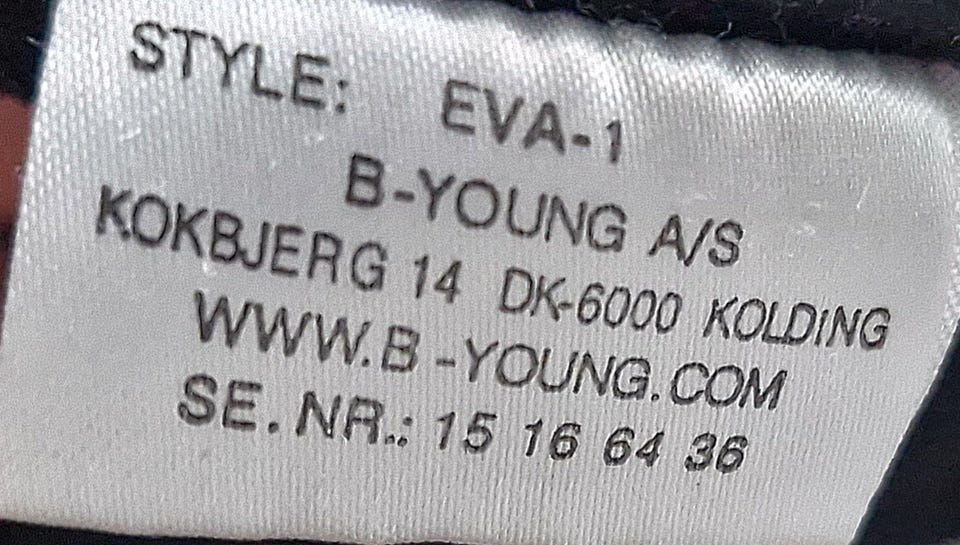 STYLE: EVA-1
B-YOUNG A/S
KOKBJERG 14 DK-6000 KOLDING
WWW.B-YOUNG.COM
SE.NR.: 15 16 64 36